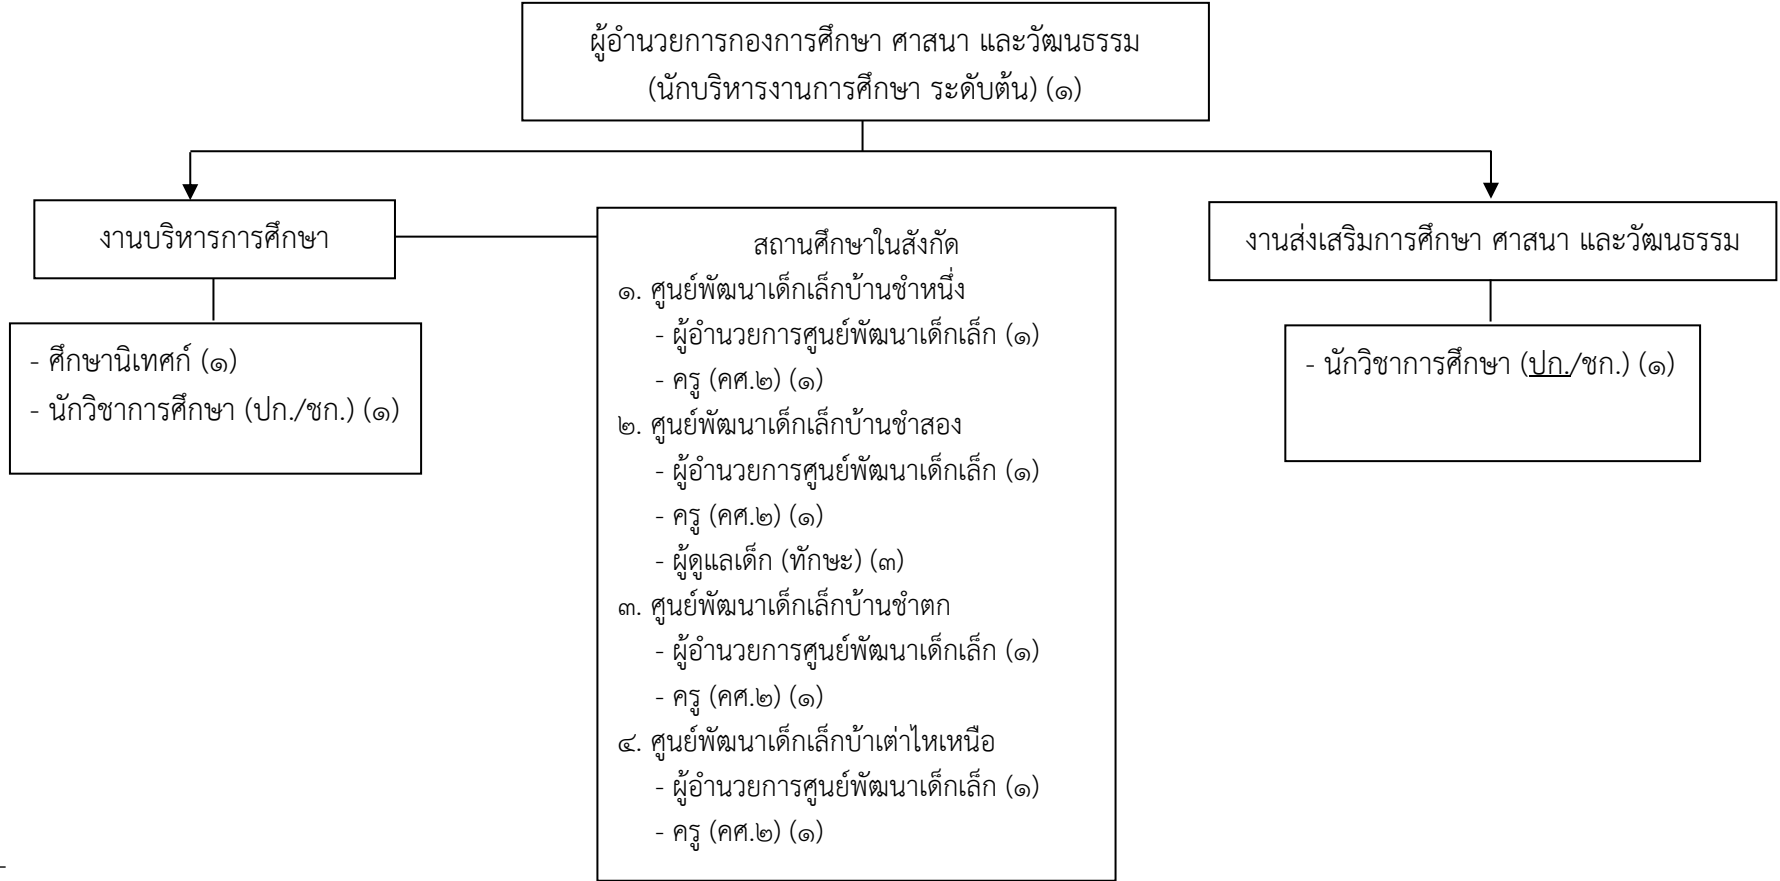 ผู้อำนวยการกองการศึกษา ศาสนา และวัฒนธรรม
(นักบริหารงานการศึกษา ระดับต้น) (๑)
งานบริหารการศึกษา
- ศึกษานิเทศก์ (๑)
- นักวิชาการศึกษา (ปก./ชก.) (๑)
สถานศึกษาในสังกัด
๑. ศูนย์พัฒนาเด็กเล็กบ้านชำหนึ่ง
- ผู้อำนวยการศูนย์พัฒนาเด็กเล็ก (๑)
- ครู (คศ.๒) (๑)
๒. ศูนย์พัฒนาเด็กเล็กบ้านชำสอง
- ผู้อำนวยการศูนย์พัฒนาเด็กเล็ก (๑)
- ครู (คศ.๒) (๑)
- ผู้ดูแลเด็ก (ทักษะ) (๓)
๓. ศูนย์พัฒนาเด็กเล็กบ้านชำตก
- ผู้อำนวยการศูนย์พัฒนาเด็กเล็ก (๑)
- ครู (คศ.๒) (๑)
๔. ศูนย์พัฒนาเด็กเล็กบ้าเต่าไหเหนือ
- ผู้อำนวยการศูนย์พัฒนาเด็กเล็ก (๑)
- ครู (คศ.๒) (๑)
งานส่งเสริมการศึกษา ศาสนา และวัฒนธรรม
- นักวิชาการศึกษา (ปก./ชก.) (๑)